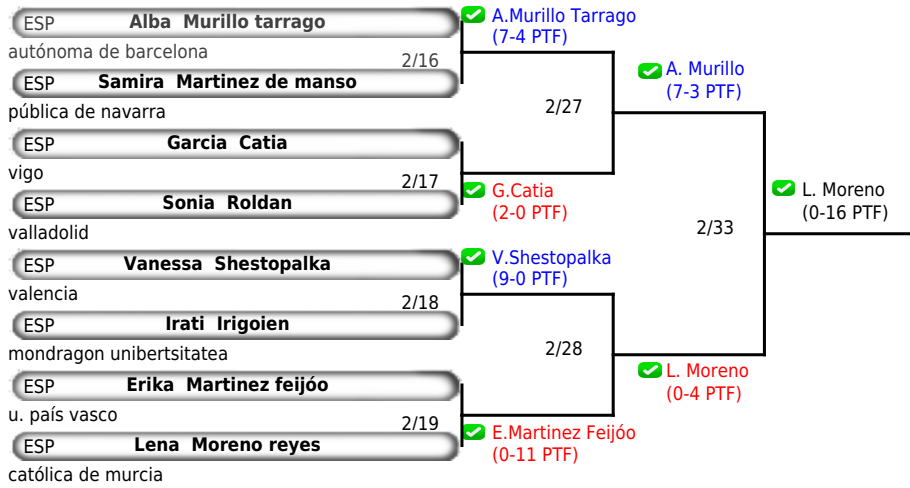 ESP Alba Murillo tarrago
autónoma de barcelona
2/16
ESP Samira Martinez de manso
pública de navarra
ESP Garcia Catia
vigo
2/17
ESP Sonia Roldan
valladolid
ESP Vanessa Shestopalka
valencia
2/18
ESP Irati Irigoien
mondragon unibertsitatea
ESP Erika Martinez feijóo
u. país vasco
2/19
ESP Lena Moreno reyes
católica de murcia
A.Murillo Tarrago
(7-4 PTF)
2/27
G.Catia
(2-0 PTF)
V.Shestopalka
(9-0 PTF)
2/28
E.Martinez Feijóo
(0-11 PTF)
A. Murillo
(7-3 PTF)
2/33
L. Moreno
(0-4 PTF)
L. Moreno
(0-16 PTF)